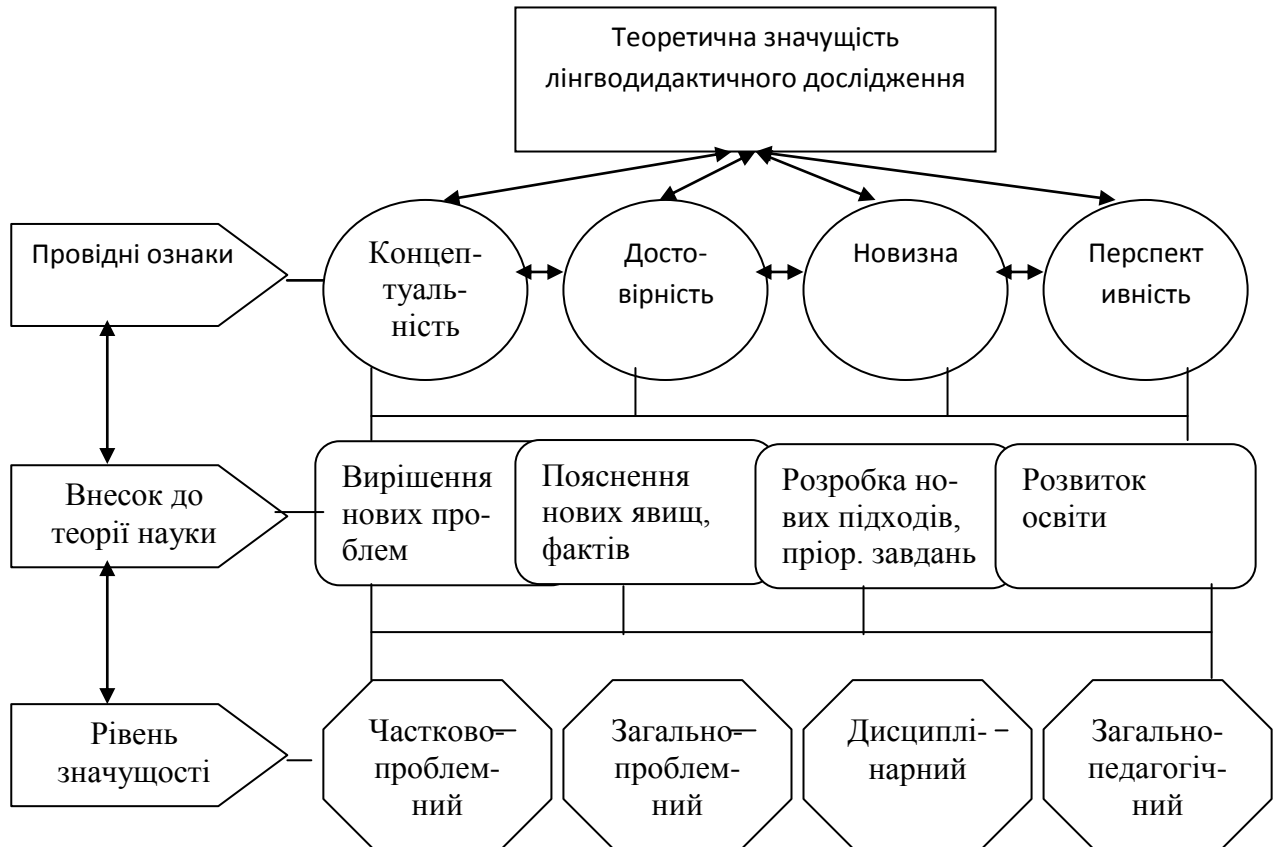 Теоретична значущість
лінгводидактичного дослідження
Провідні ознаки
Концеп-
туаль-
ність
Досто-
вірність
Новизна
Перспект
ивність
Внесок до
теорії науки
Вирішення
нових про-
блем
Пояснення
нових явищ,
фактів
Розробка но-
вих підходів,
пріор. завдань
Розвиток
освіти
Рівень
значущості
Частково-
проблем-
ний
Загально-
проблем-
ний
Дисциплі-
нарний
Загально-
педагогіч-
ний